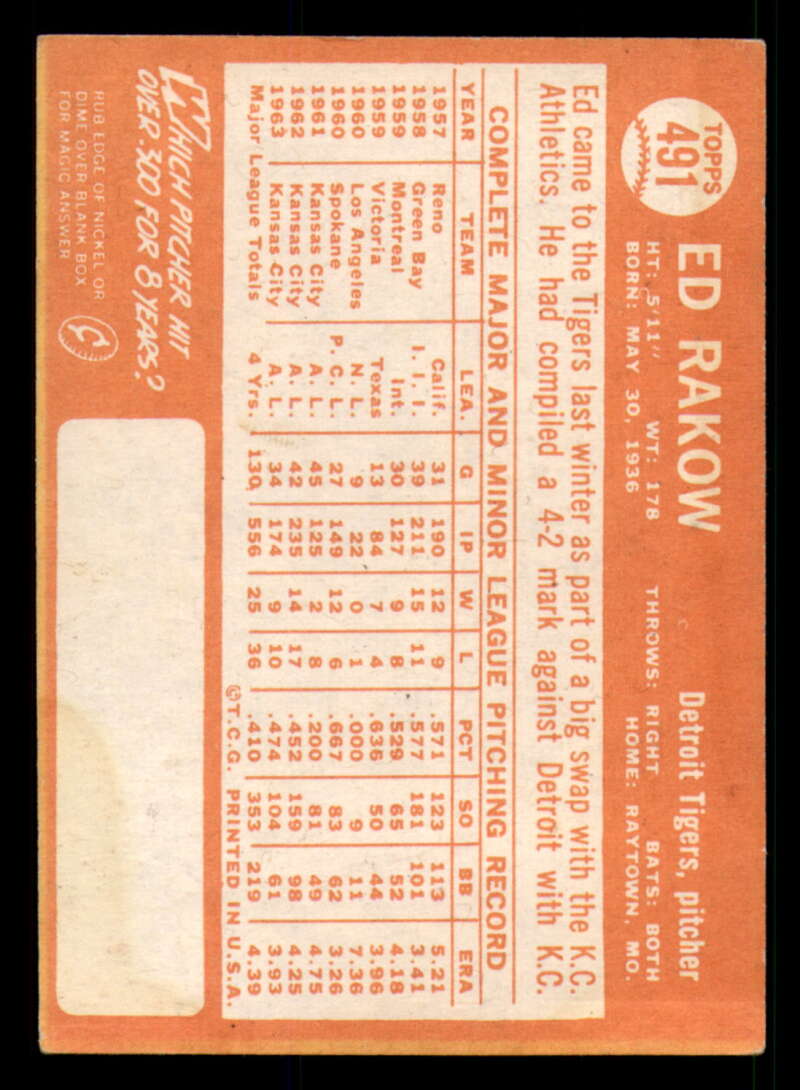 TOPPS
491
ED RAKOW
Detroit Tigers, pitcher
HT: 5'11" WT: 178 THROWS: RIGHT BATS: BOTH
BORN: MAY 30, 1936 HOME: RAYTOWN, MO.
Ed came to the Tigers last winter as part of a big swap with the K.C.
Athletics. He had compiled a 4-2 mark against Detroit with K.C.
COMPLETE MAJOR AND MINOR LEAGUE PITCHING RECORD
YEAR TEAM LEA. G IP W L PCT SO BB ERA
1957 Reno Calif. 31 190 12 9 .571 123 113 5.21
1958 Green Bay I. I. I. 39 211 15 11 .577 181 101 3.41
1959 Montreal Int. 30 127 9 8 .529 65 52 4.18
1959 Victoria Texas 13 84 7 4 .636 50 44 3.96
1960 Los Angeles N. L. 9 22 0 1 .000 9 11 7.36
1960 Spokane P. C. L. 27 149 12 6 .667 83 62 3.26
1961 Kansas City A. L. 45 125 2 8 .200 81 49 4.75
1962 Kansas City A. L. 42 235 14 17 .452 159 98 4.25
1963 Kansas City A. L. 34 174 9 10 .474 104 61 3.93
Major League Totals 4 Yrs. 130 556 25 36 .410 353 219 4.39
©T.C.G. PRINTED IN U.S.A.
WHICH PITCHER HIT
OVER .300 FOR 8 YEARS?
RUB EDGE OF NICKEL OR
DIME OVER BLANK BOX
FOR MAGIC ANSWER